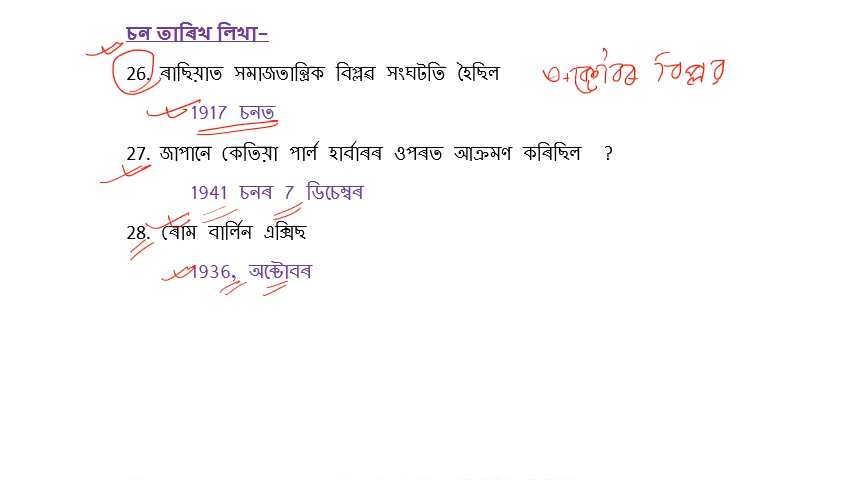 চন তাৰিখ লিখা-
26. ৰাছিয়াত সমাজতান্ত্ৰিক বিপ্লৱ সংঘটতি হৈছিল
অক্টোবৰ বিপ্লৱ
1917 চনত
27. জাপানে কেতিয়া পাৰ্ল হাৰ্বাৰৰ ওপৰত আক্ৰমণ কৰিছিল ?
1941 চনৰ 7 ডিচেম্বৰ
28. ৰোম বাৰ্লিন এক্সিছ
1936, অক্টোবৰ